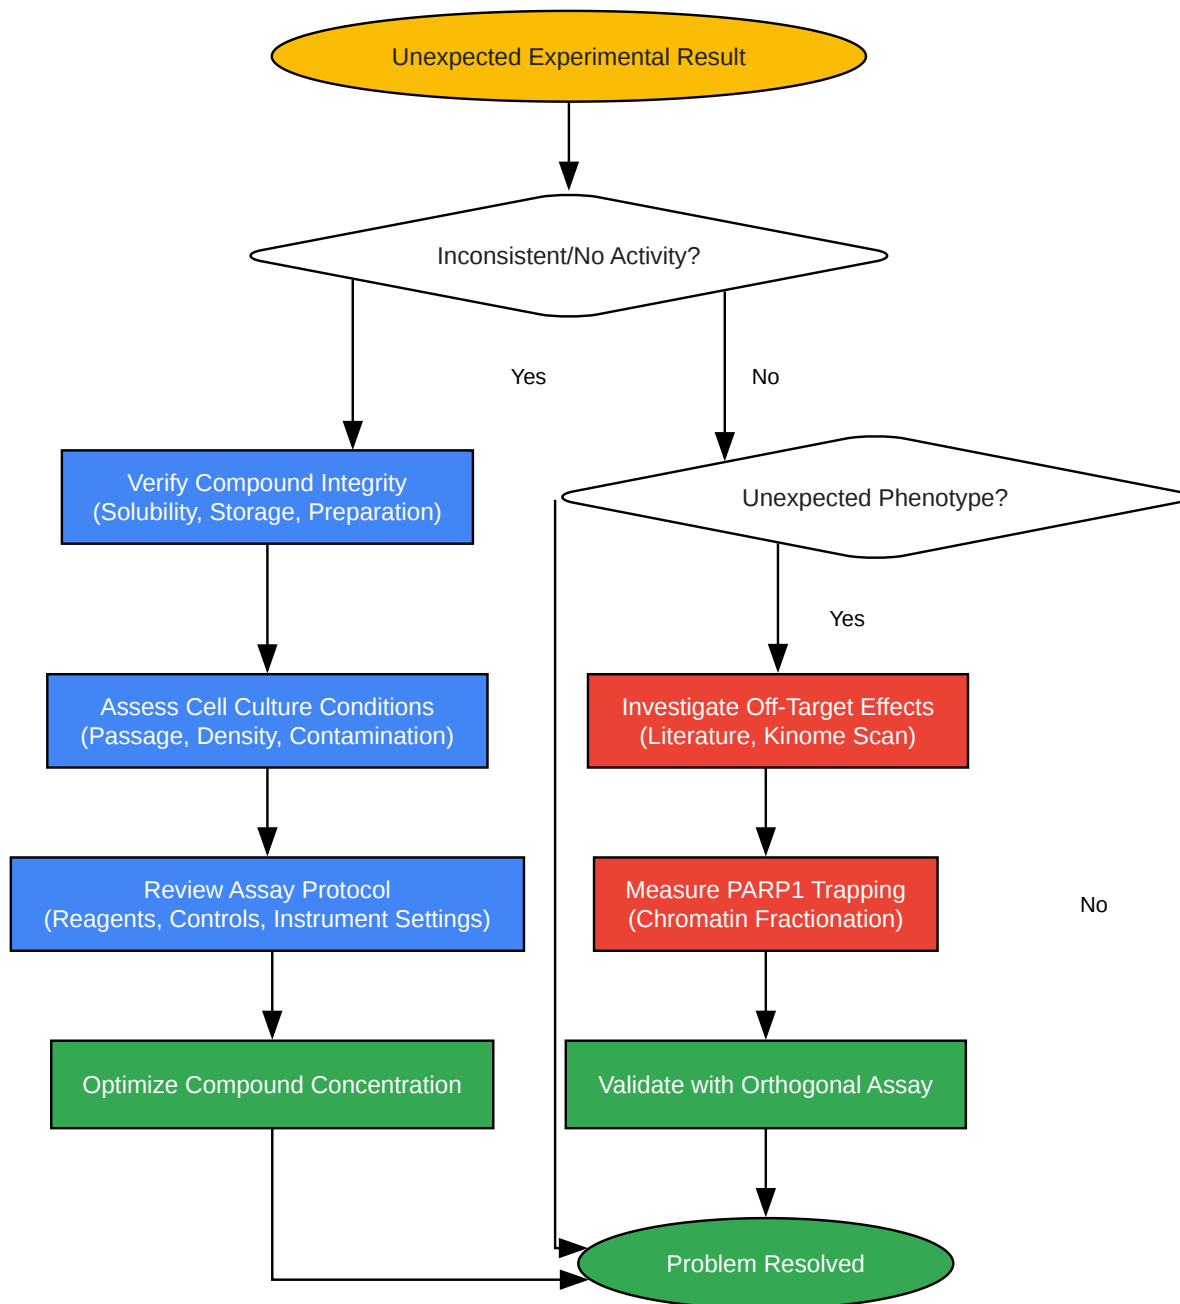 Unexpected Experimental Result
Inconsistent/No Activity?
Yes
No
Verify Compound Integrity
(Solubility, Storage, Preparation)
Unexpected Phenotype?
Yes
Assess Cell Culture Conditions
(Passage, Density, Contamination)
Investigate Off-Target Effects
(Literature, Kinome Scan)
Review Assay Protocol
(Reagents, Controls, Instrument Settings)
Measure PARP1 Trapping
(Chromatin Fractionation)
No
Optimize Compound Concentration
Validate with Orthogonal Assay
Problem Resolved